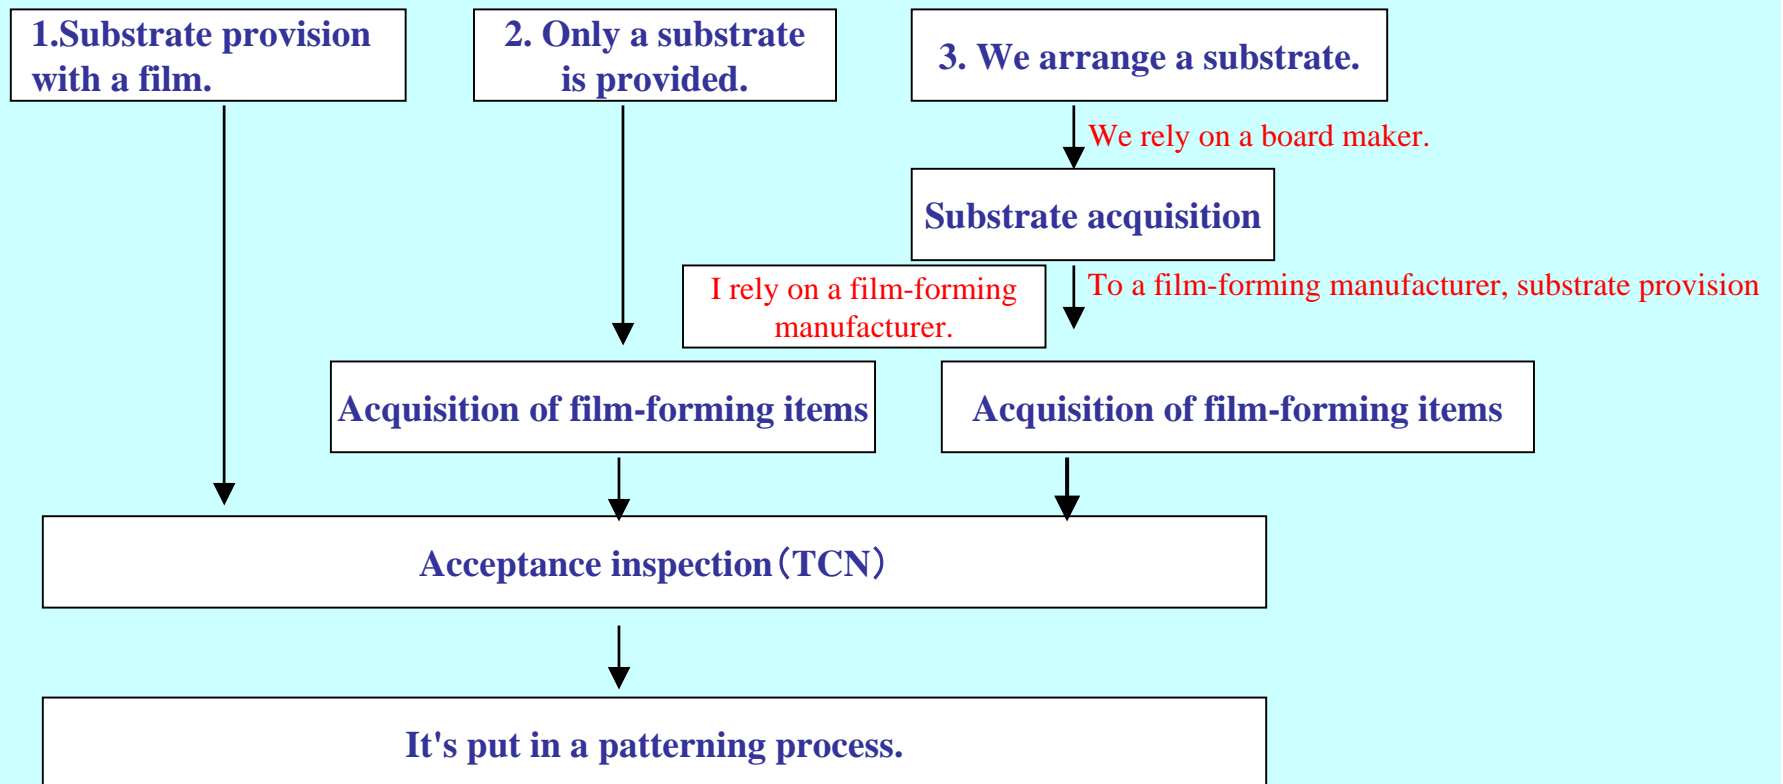 1.Substrate provision
with a film.
2. Only a substrate
is provided.
3. We arrange a substrate.
We rely on a board maker.
Substrate acquisition
I rely on a film-forming
manufacturer.
To a film-forming manufacturer, substrate provision
Acquisition of film-forming items
Acquisition of film-forming items
Acceptance inspection（TCN）
It's put in a patterning process.